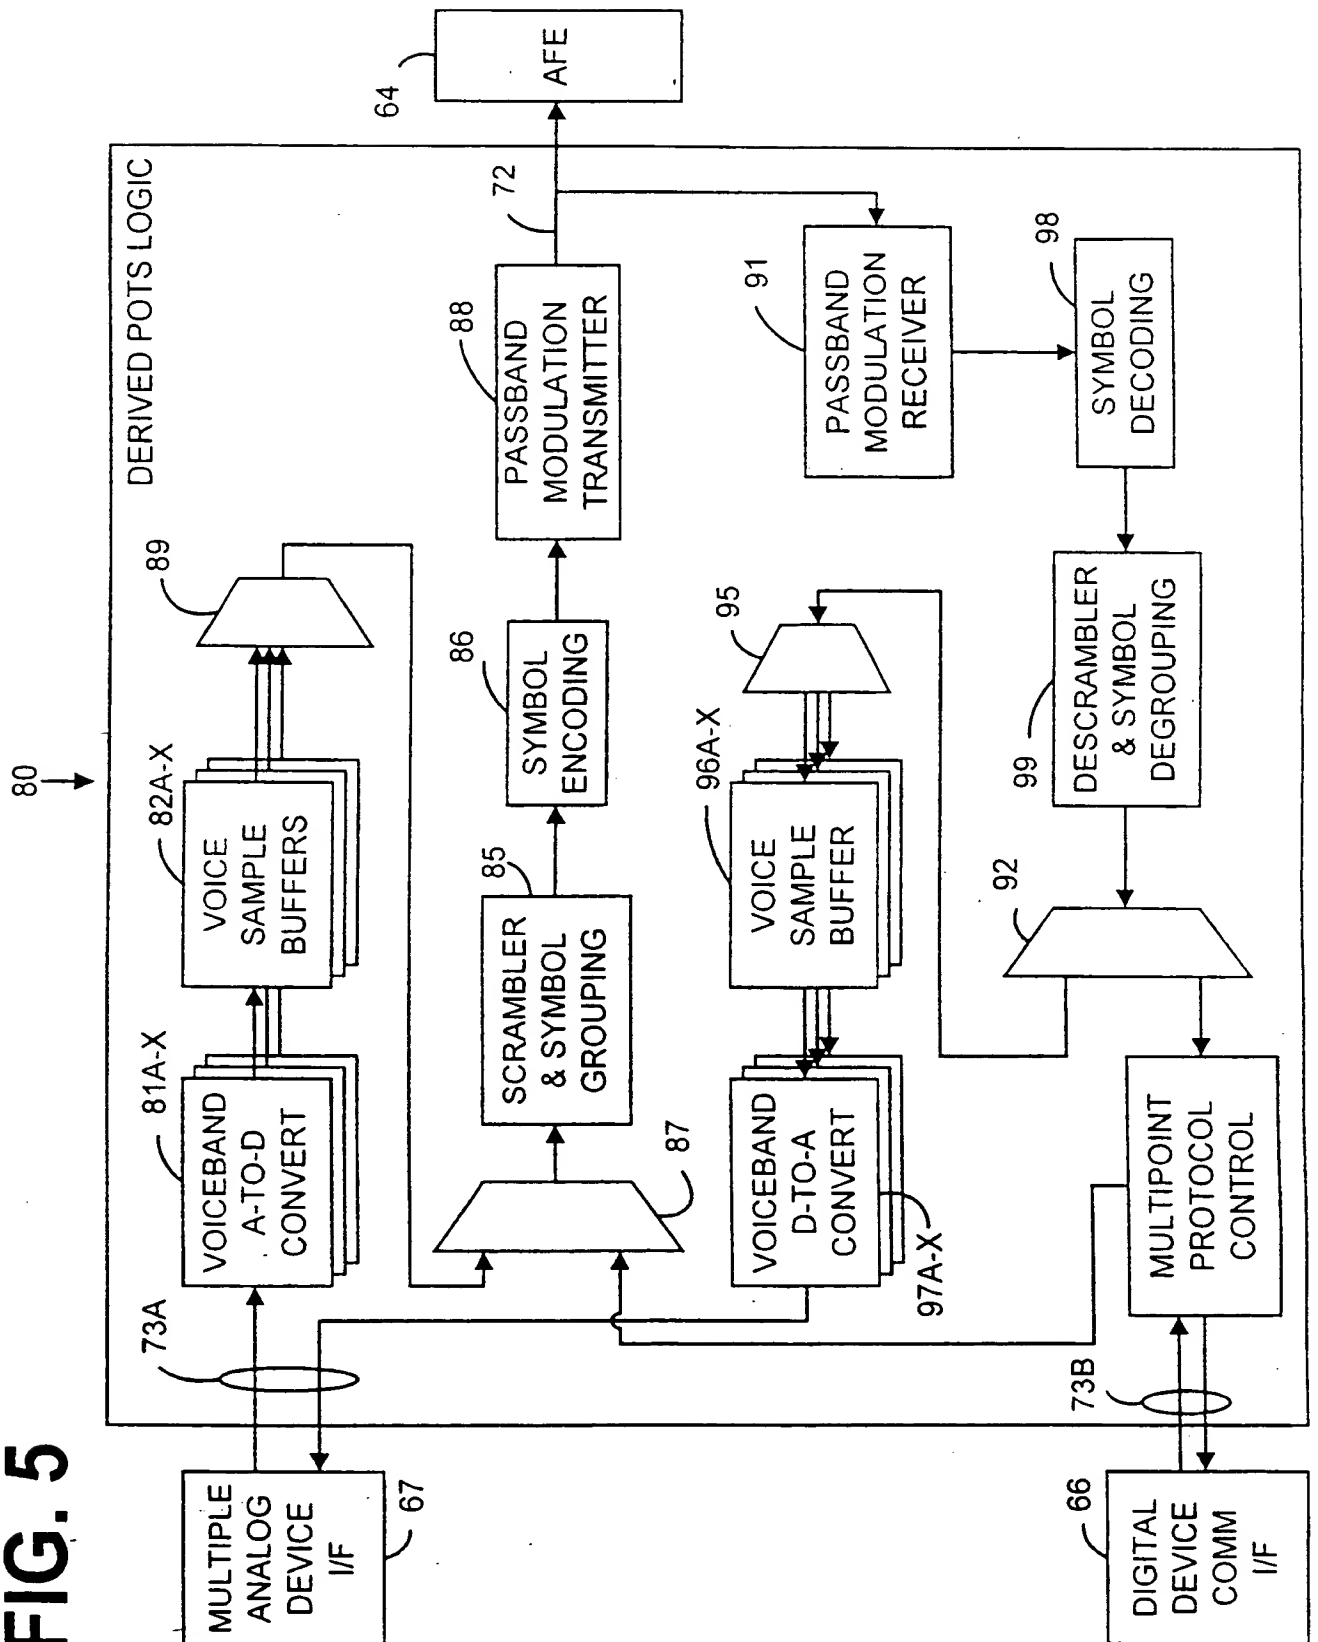 FIG. 5
80
DERIVED POTS LOGIC
MULTIPLE
ANALOG
DEVICE
I/F
67
73A
81A-X
VOICEBAND
A-TO-D
CONVERT
82A-X
VOICE
SAMPLE
BUFFERS
89
87
85
SCRAMBLER
& SYMBOL
GROUPING
86
SYMBOL
ENCODING
88
PASSBAND
MODULATION
TRANSMITTER
72
64
AFE
97A-X
VOICEBAND
D-TO-A
CONVERT
96A-X
VOICE
SAMPLE
BUFFER
95
91
PASSBAND
MODULATION
RECEIVER
66
DIGITAL
DEVICE
COMM
I/F
73B
MULTIPOINT
PROTOCOL
CONTROL
92
99
DESCRAMBLER
& SYMBOL
DEGROUPING
98
SYMBOL
DECODING